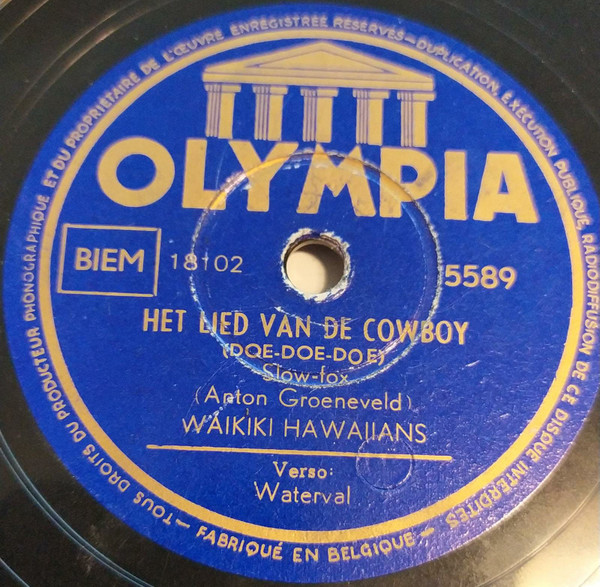 TOUS DROITS DU PRODUCTEUR PHONOGRAPHIQUE ET DU PROPRIÉTAIRE DE L'ŒUVRE ENREGISTRÉE RÉSERVÉS — DUPLICATION, EXÉCUTION PUBLIQUE, RADIODIFFUSION DE CE DISQUE INTERDITES
OLYMPIA
BIEM 18102 5589
HET LIED VAN DE COWBOY
(DOE-DOE-DOE)
Slow-fox
(Anton Groeneveld)
WAIKIKI HAWAIIANS
Verso:
Waterval
— FABRIQUÉ EN BELGIQUE —